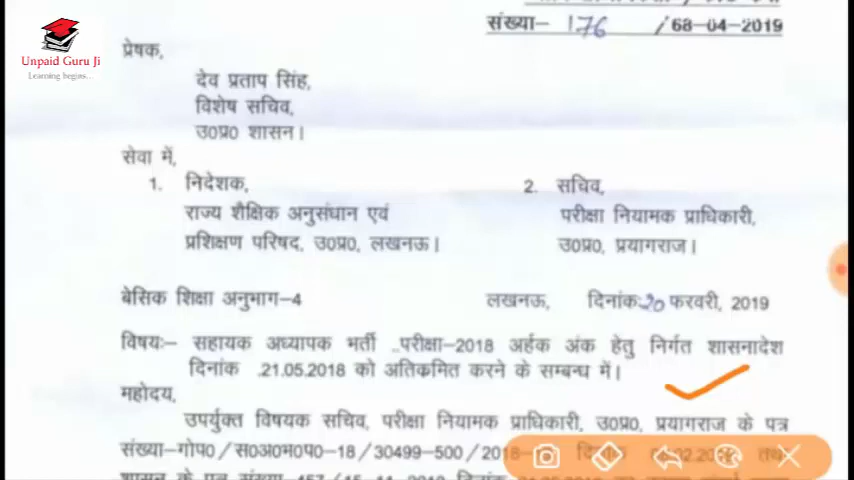 संख्या- 176 /68-04-2019
Unpaid Guru Ji
Learning begins...
प्रेषक,
देव प्रताप सिंह,
विशेष सचिव,
उ0प्र0 शासन।
सेवा में,
1. निदेशक,
राज्य शैक्षिक अनुसंधान एवं
प्रशिक्षण परिषद, उ0प्र0, लखनऊ।
2. सचिव,
परीक्षा नियामक प्राधिकारी,
उ0प्र0, प्रयागराज।
बेसिक शिक्षा अनुभाग-4 लखनऊ, दिनांकः20 फरवरी, 2019
विषयः- सहायक अध्यापक भर्ती ..परीक्षा-2018 अर्हक अंक हेतु निर्गत शासनादेश
दिनांक .21.05.2018 को अतिकमित करने के सम्बन्ध में।
महोदय,
उपर्युक्त विषयक सचिव, परीक्षा नियामक प्राधिकारी, उ0प्र0, प्रयागराज के पत्र
संख्या-गोप0/स0अ0भ0प0-18/30499-500/2018 तथा